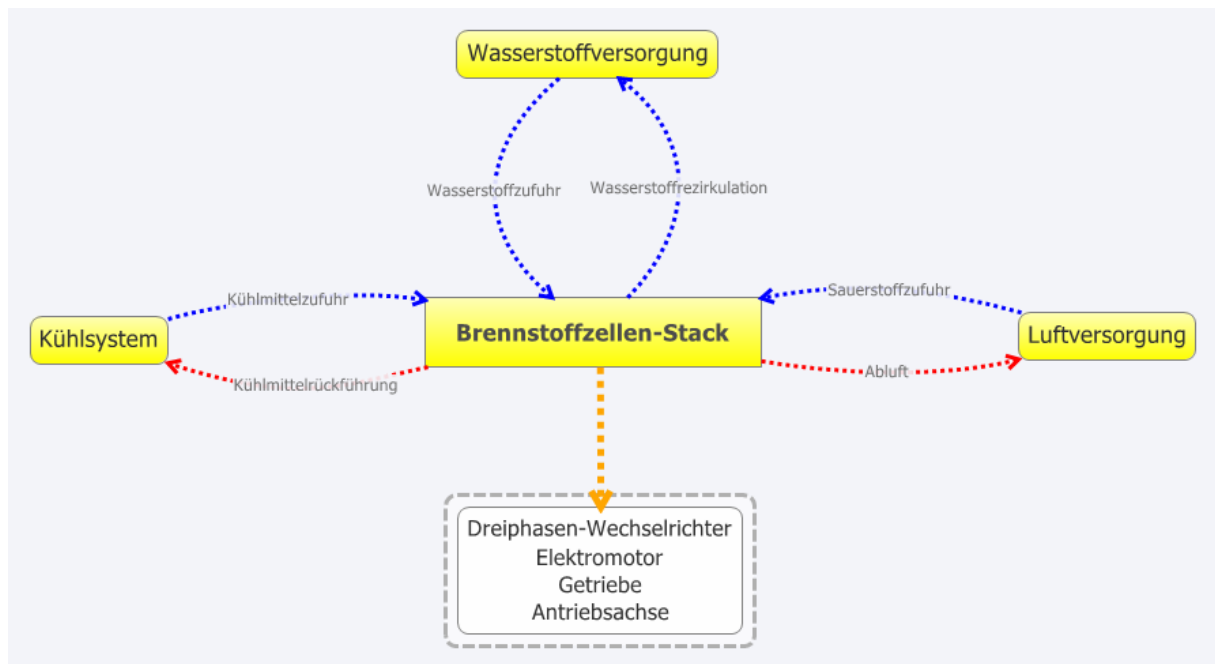 Wasserstoffversorgung
Wasserstoffzufuhr
Wasserstoffrezirkulation
Kühlmittelzufuhr
Sauerstoffzufuhr
Kühlsystem
Brennstoffzellen-Stack
Luftversorgung
Kühlmittelrückführung
Abluft
Dreiphasen-Wechselrichter
Elektromotor
Getriebe
Antriebsachse